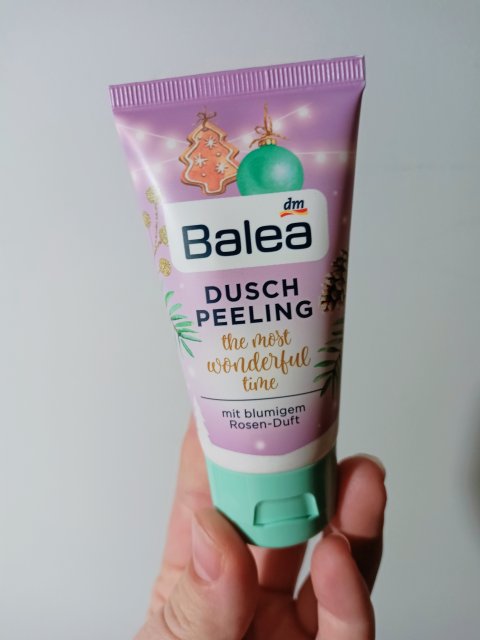 dm
Balea
DUSCH
PEELING
the most
wonderful
time
mit blumigem
Rosen-Duft